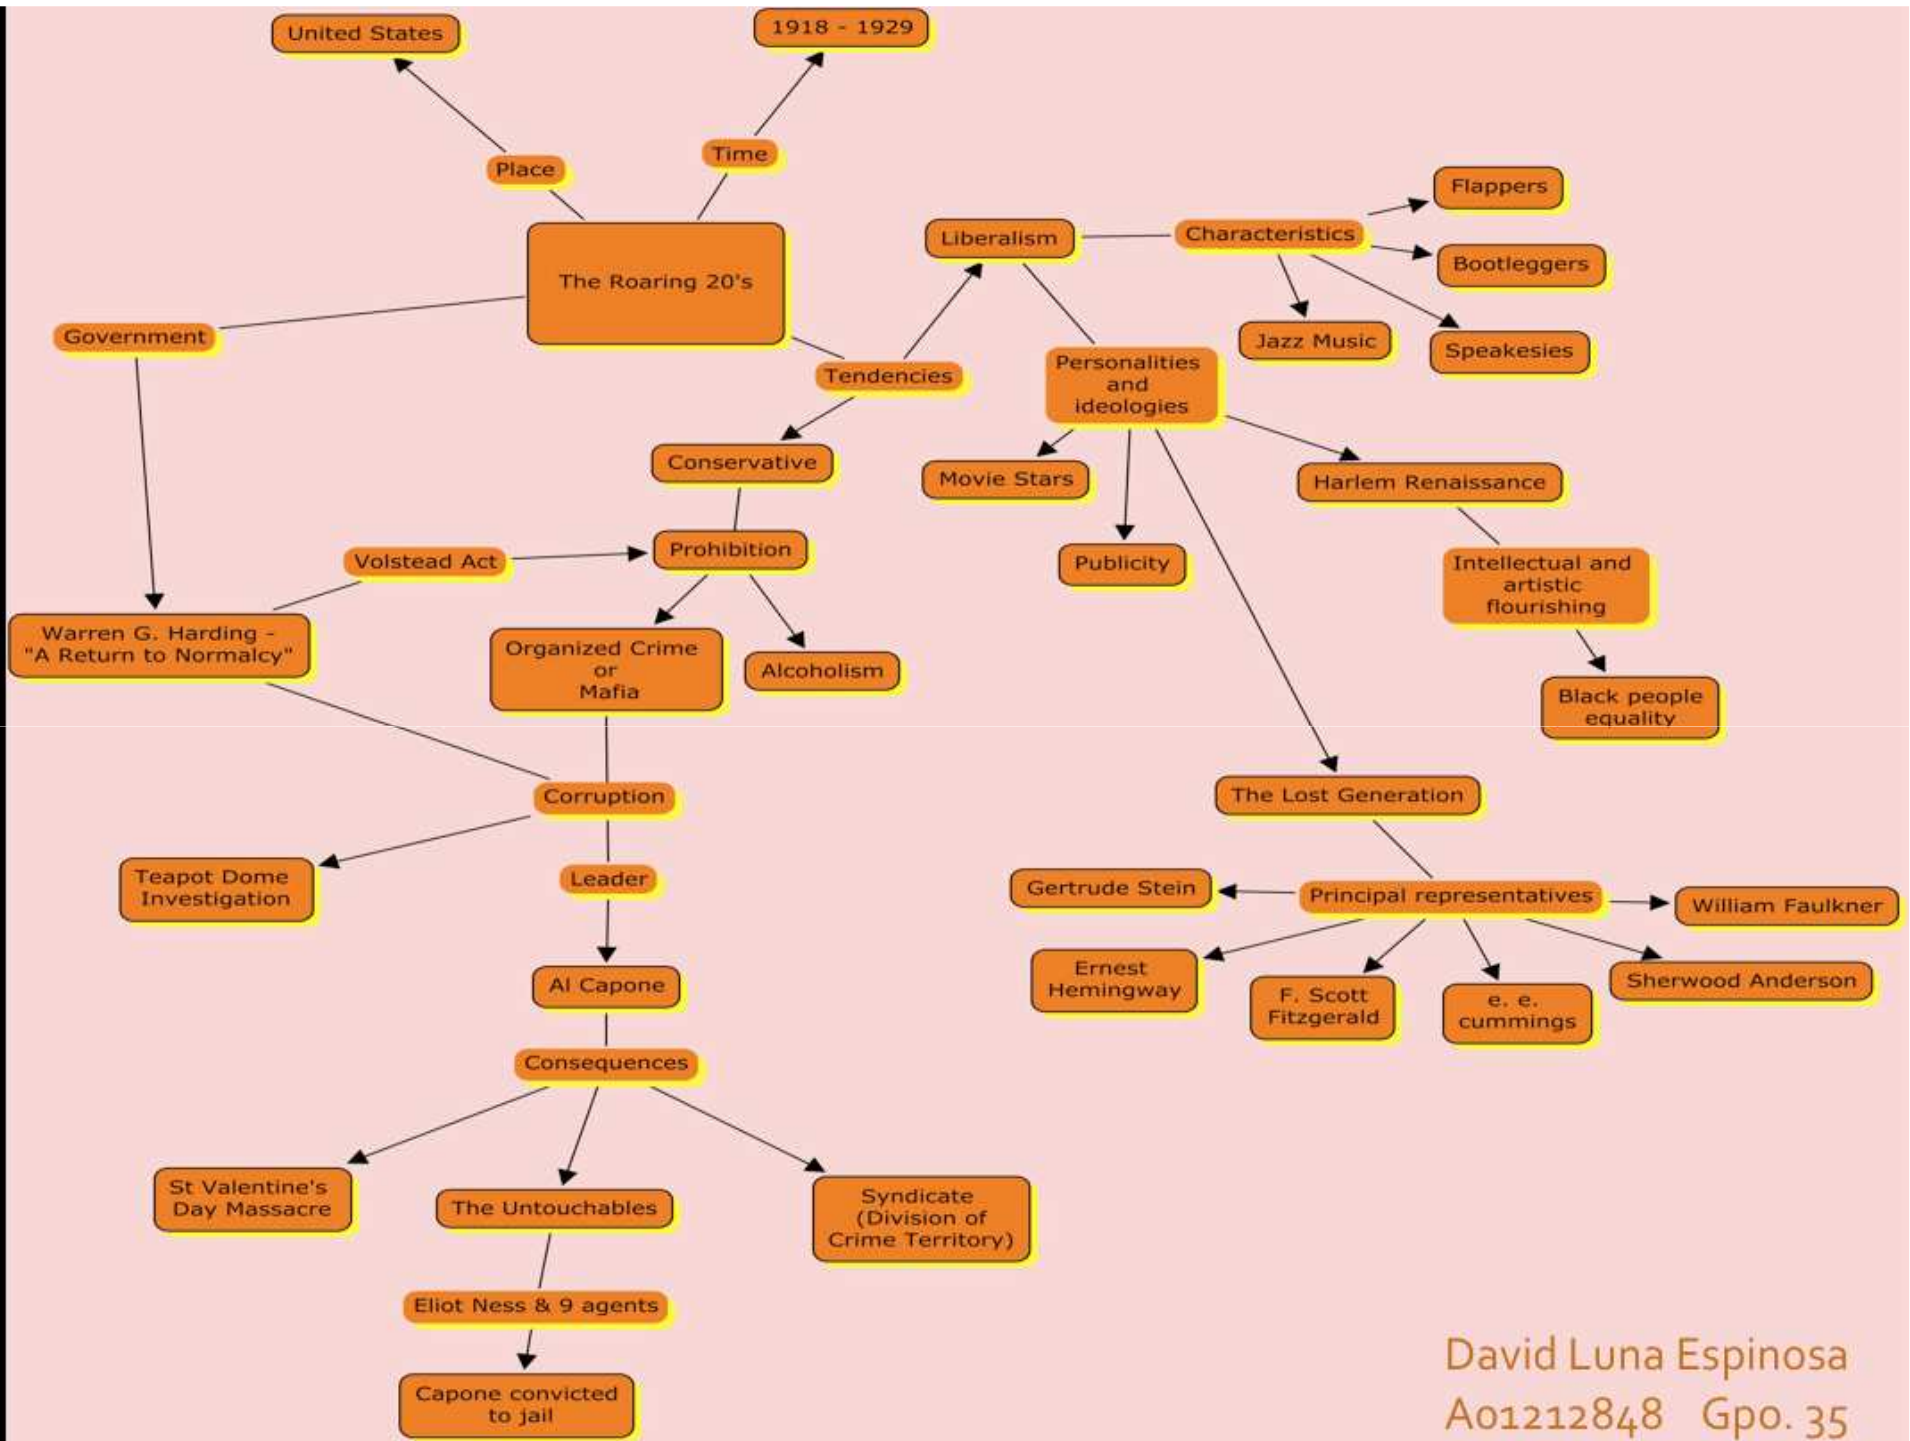 United States
1918 - 1929
Place
Time
The Roaring 20's
Government
Tendencies
Liberalism
Characteristics
Flappers
Bootleggers
Jazz Music
Speakesies
Personalities
and
ideologies
Movie Stars
Publicity
Harlem Renaissance
Intellectual and
artistic
flourishing
Black people
equality
Conservative
Prohibition
Volstead Act
Warren G. Harding -
"A Return to Normalcy"
Organized Crime
or
Mafia
Alcoholism
Corruption
Teapot Dome
Investigation
Leader
Al Capone
Consequences
St Valentine's
Day Massacre
The Untouchables
Syndicate
(Division of
Crime Territory)
Eliot Ness & 9 agents
Capone convicted
to jail
The Lost Generation
Principal representatives
Gertrude Stein
William Faulkner
Ernest
Hemingway
F. Scott
Fitzgerald
e. e.
cummings
Sherwood Anderson
David Luna Espinosa
A01212848 Gpo. 35